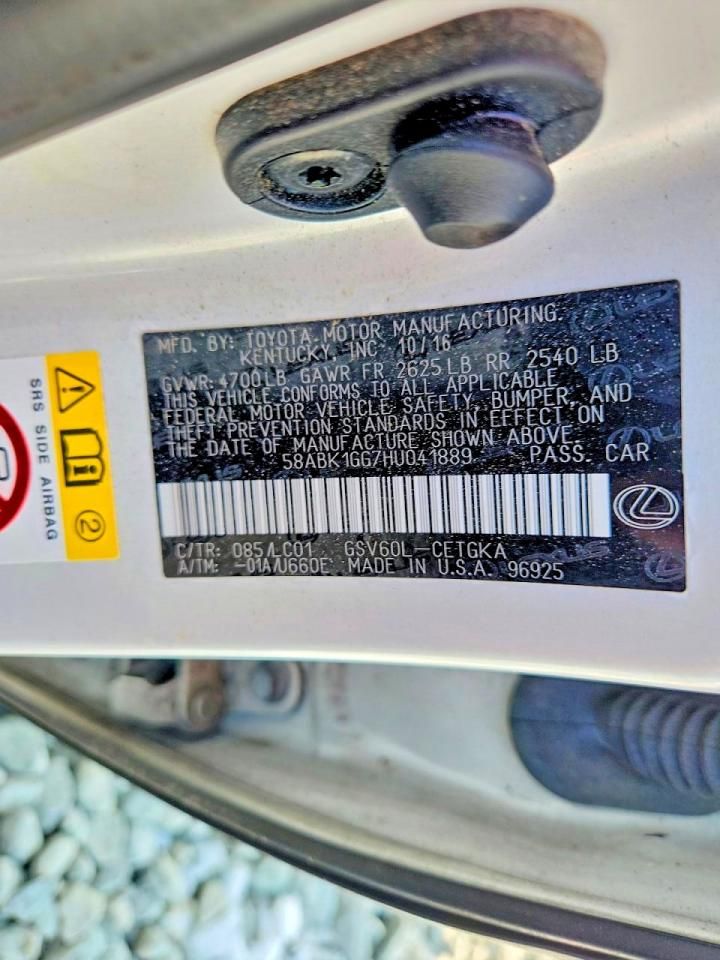 MFD. BY: TOYOTA MOTOR MANUFACTURING.
KENTUCKY, INC. 10/16
GVWR: 4700LB GAWR FR 2625LB RR 2540 LB
THIS VEHICLE CONFORMS TO ALL APPLICABLE
FEDERAL MOTOR VEHICLE SAFETY, BUMPER, AND
THEFT PREVENTION STANDARDS IN EFFECT ON
THE DATE OF MANUFACTURE SHOWN ABOVE.
58ABK1GG7HU041889 PASS. CAR
C/TR: 085/LC01 GSV60L-CETGKA
A/TM: -01A/U660E MADE IN U.S.A. 96925
SRS SIDE AIRBAG
2